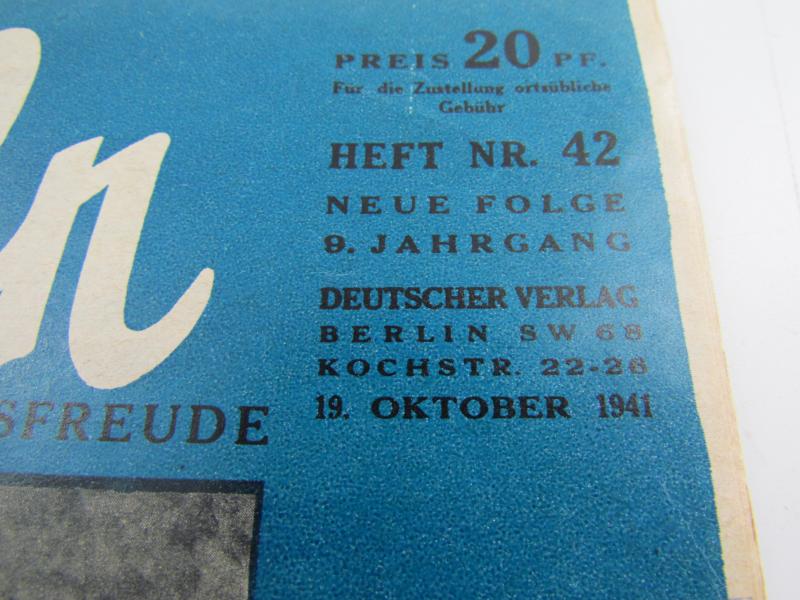 PREIS 20 PF.
Für die Zustellung ortsübliche
Gebühr
HEFT NR. 42
NEUE FOLGE
9. JAHRGANG
DEUTSCHER VERLAG
BERLIN SW 68
KOCHSTR. 22-26
19. OKTOBER 1941
SFREUDE